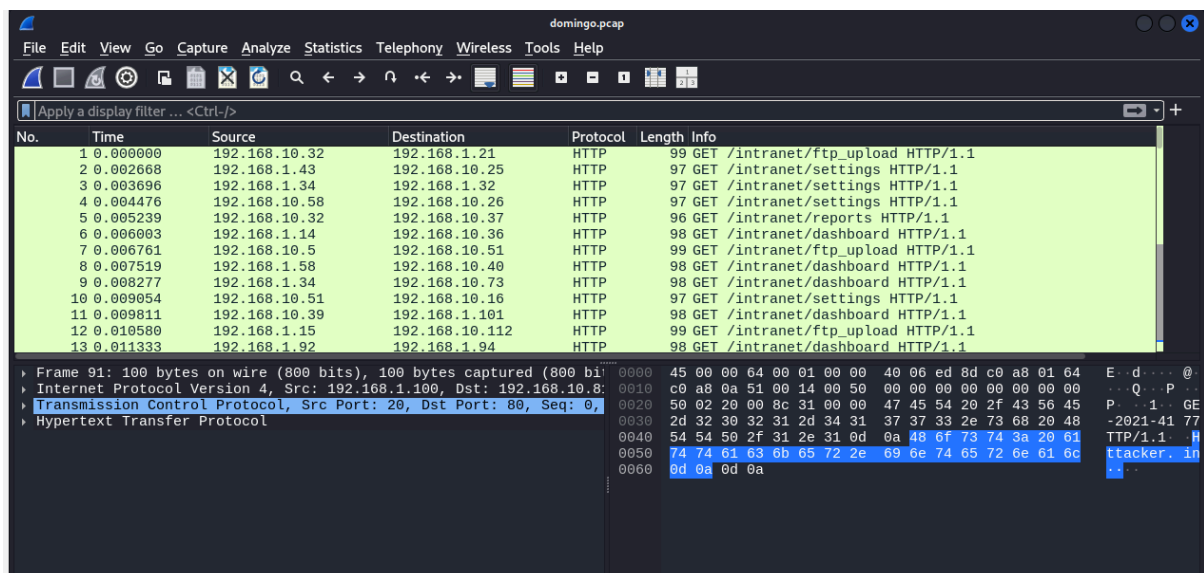 domingo.pcap
File Edit View Go Capture Analyze Statistics Telephony Wireless Tools Help
Apply a display filter ... <Ctrl-/>
No. Time Source Destination Protocol Length Info
1 0.000000 192.168.10.32 192.168.1.21 HTTP 99 GET /intranet/ftp_upload HTTP/1.1
2 0.002668 192.168.1.43 192.168.10.25 HTTP 97 GET /intranet/settings HTTP/1.1
3 0.003696 192.168.1.34 192.168.1.32 HTTP 97 GET /intranet/settings HTTP/1.1
4 0.004476 192.168.10.58 192.168.10.26 HTTP 97 GET /intranet/settings HTTP/1.1
5 0.005239 192.168.10.32 192.168.10.37 HTTP 96 GET /intranet/reports HTTP/1.1
6 0.006003 192.168.1.14 192.168.10.36 HTTP 98 GET /intranet/dashboard HTTP/1.1
7 0.006761 192.168.10.5 192.168.10.51 HTTP 99 GET /intranet/ftp_upload HTTP/1.1
8 0.007519 192.168.1.58 192.168.10.40 HTTP 98 GET /intranet/dashboard HTTP/1.1
9 0.008277 192.168.1.34 192.168.10.73 HTTP 98 GET /intranet/dashboard HTTP/1.1
10 0.009054 192.168.10.51 192.168.10.16 HTTP 97 GET /intranet/settings HTTP/1.1
11 0.009811 192.168.10.39 192.168.1.101 HTTP 98 GET /intranet/dashboard HTTP/1.1
12 0.010580 192.168.1.15 192.168.10.112 HTTP 99 GET /intranet/ftp_upload HTTP/1.1
13 0.011333 192.168.1.92 192.168.1.94 HTTP 98 GET /intranet/dashboard HTTP/1.1
Frame 91: 100 bytes on wire (800 bits), 100 bytes captured (800 bi
Internet Protocol Version 4, Src: 192.168.1.100, Dst: 192.168.10.8
Transmission Control Protocol, Src Port: 20, Dst Port: 80, Seq: 0,
Hypertext Transfer Protocol
0000 45 00 00 64 00 01 00 00 40 06 ed 8d c0 a8 01 64 E··d···· @·
0010 c0 a8 0a 51 00 14 00 50 00 00 00 00 00 00 00 00 ···Q···P ··
0020 50 02 20 00 8c 31 00 00 47 45 54 20 2f 43 56 45 P· ··1·· GE
0030 2d 32 30 32 31 2d 34 31 37 37 33 2e 73 68 20 48 -2021-41 77
0040 54 54 50 2f 31 2e 31 0d 0a 48 6f 73 74 3a 20 61 TTP/1.1· ·H
0050 74 74 61 63 6b 65 72 2e 69 6e 74 65 72 6e 61 6c ttacker. in
0060 0d 0a 0d 0a ····